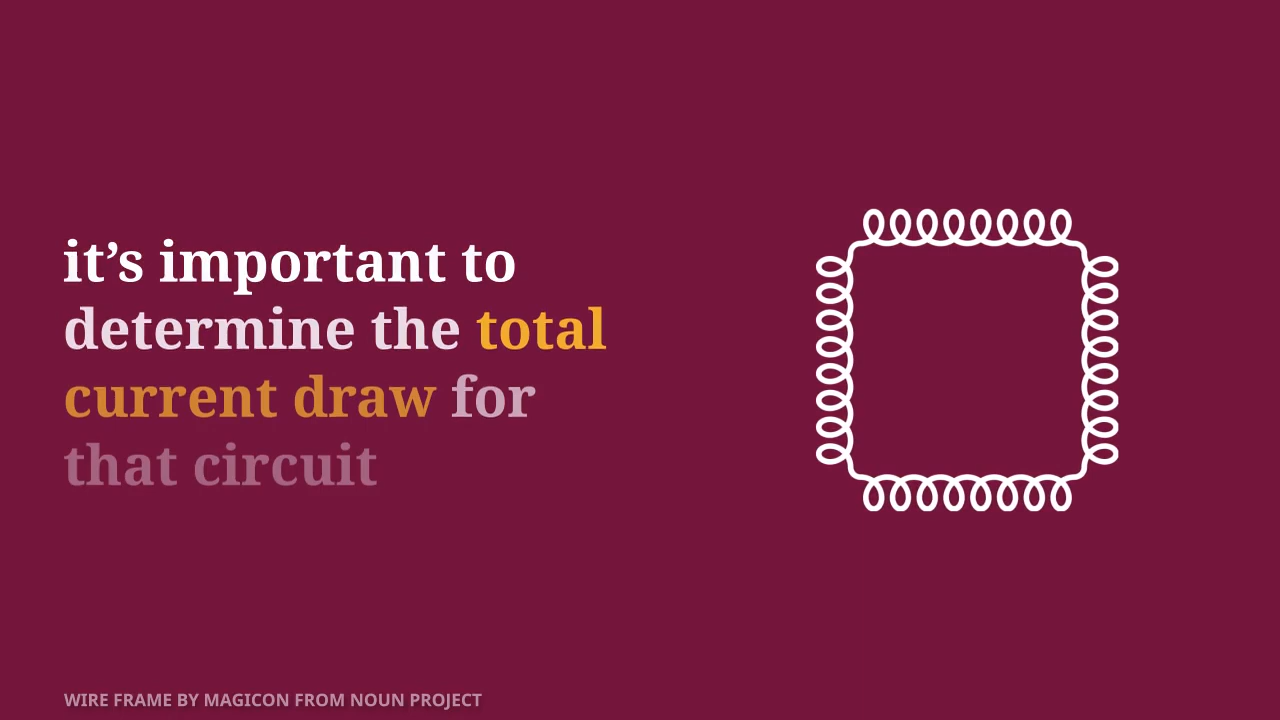 it’s important to
determine the total
current draw for
that circuit
WIRE FRAME BY MAGICON FROM NOUN PROJECT